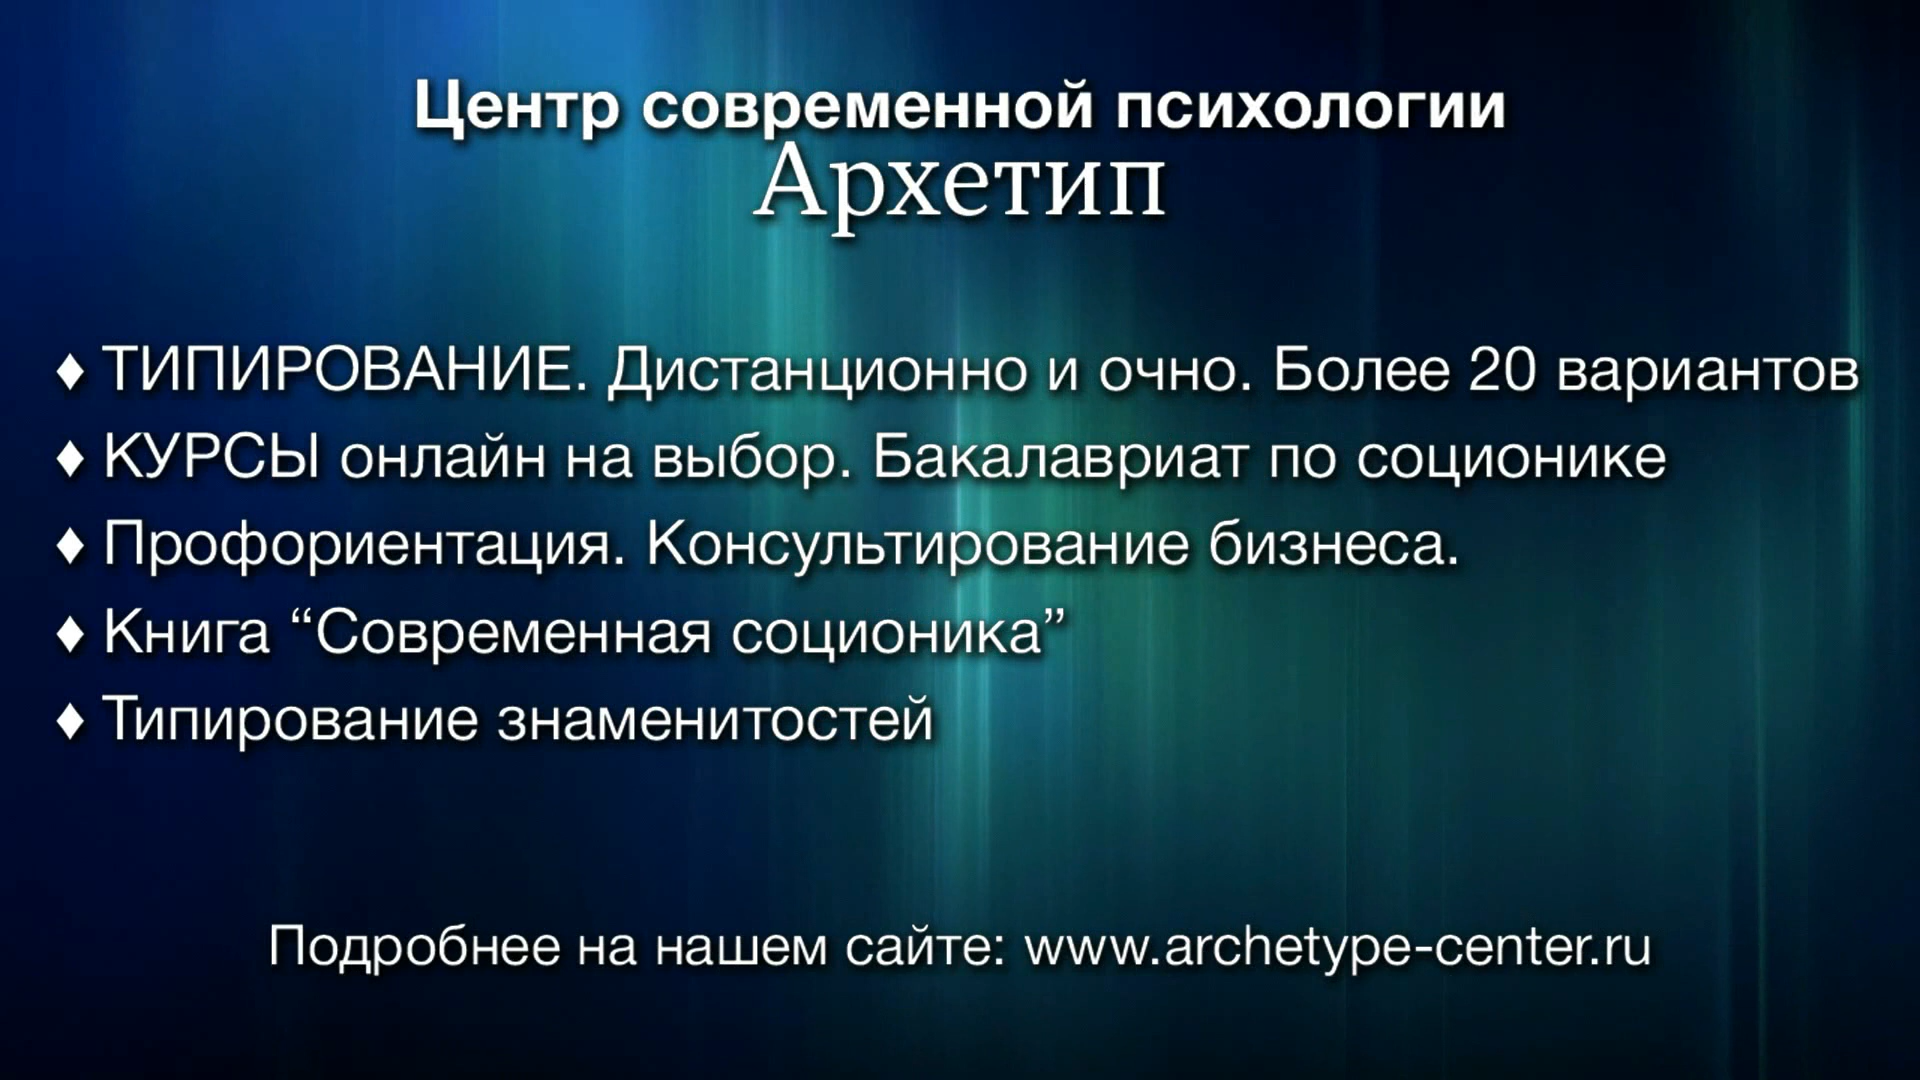 Центр современной психологии
Архетип
♦ ТИПИРОВАНИЕ. Дистанционно и очно. Более 20 вариантов
♦ КУРСЫ онлайн на выбор. Бакалавриат по соционике
♦ Профориентация. Консультирование бизнеса.
♦ Книга “Современная соционика”
♦ Типирование знаменитостей
Подробнее на нашем сайте: www.archetype-center.ru